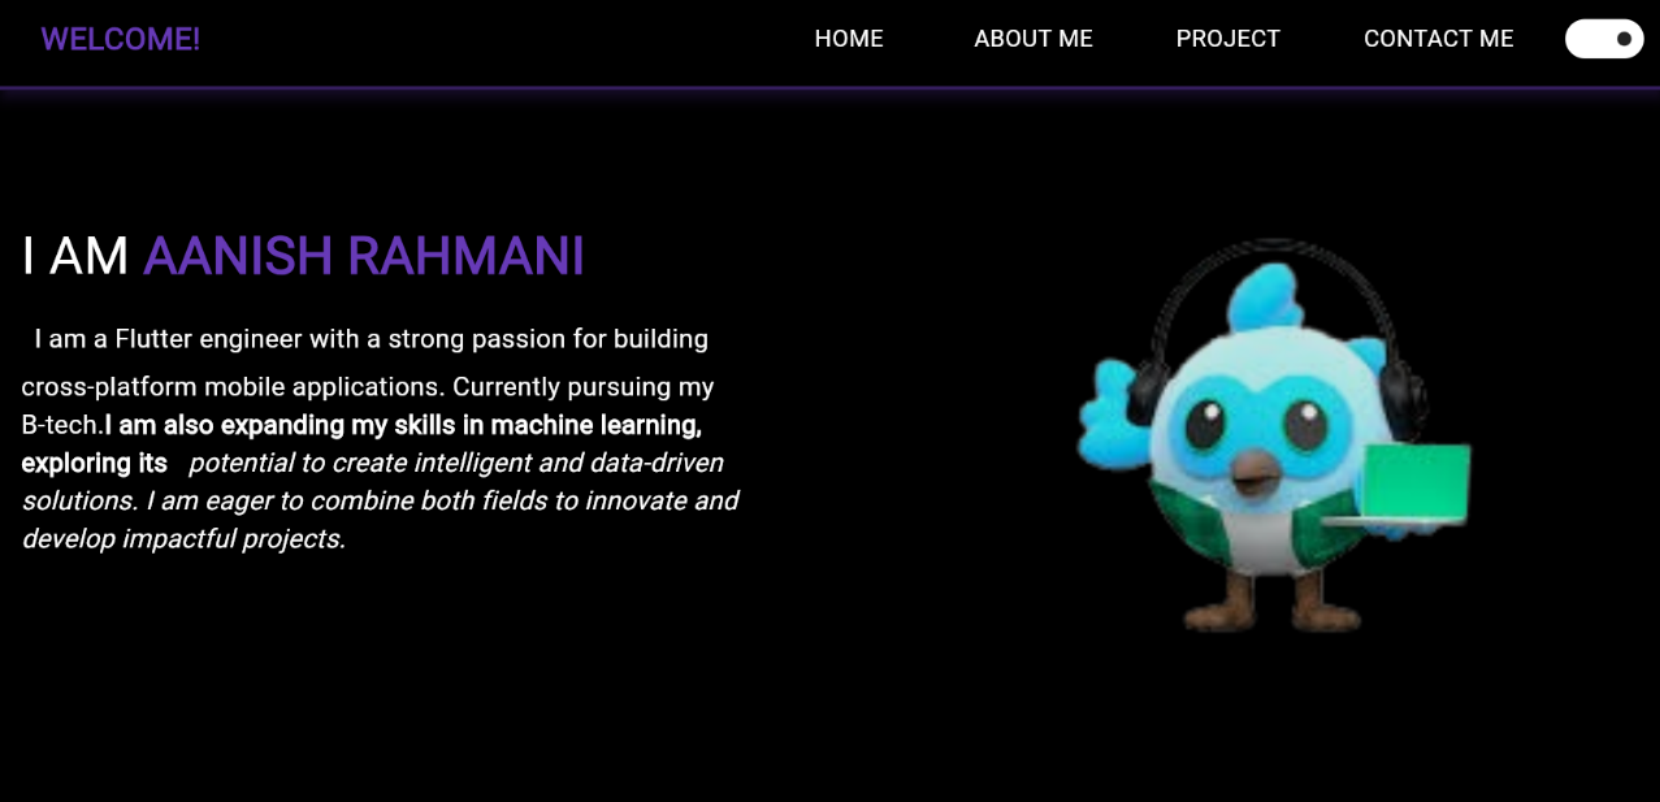 WELCOME!
HOME ABOUT ME PROJECT CONTACT ME
I AM AANISH RAHMANI
I am a Flutter engineer with a strong passion for building
cross-platform mobile applications. Currently pursuing my
B-tech.I am also expanding my skills in machine learning,
exploring its potential to create intelligent and data-driven
solutions. I am eager to combine both fields to innovate and
develop impactful projects.